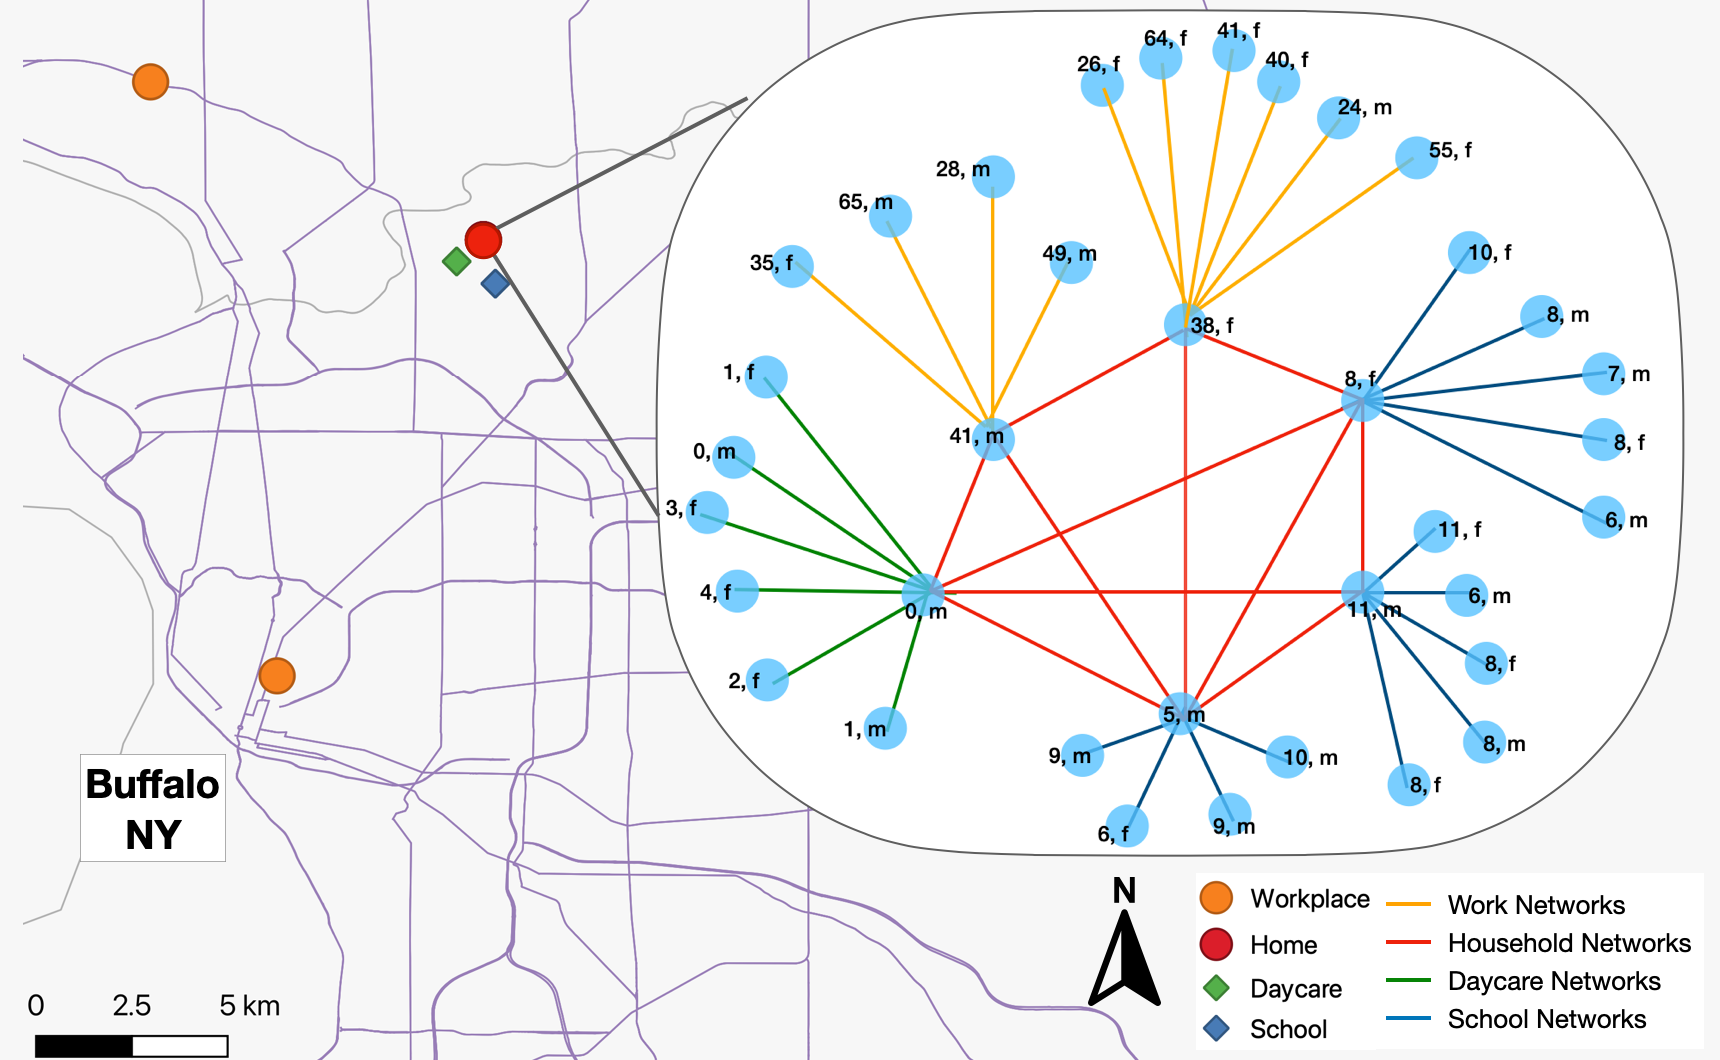 64, f
41, f
26, f
40, f
24, m
55, f
28, m
65, m
49, m
35, f
10, f
8, m
38, f
1, f
8, f
7, m
41, m
8, f
0, m
3, f
6, m
11, f
4, f
6, m
0, m
11, m
8, f
2, f
5, m
1, m
8, m
9, m
10, m
8, f
6, f
9, m
Buffalo
NY
N
Workplace
Home
Daycare
School
Work Networks
Household Networks
Daycare Networks
School Networks
0 2.5 5 km